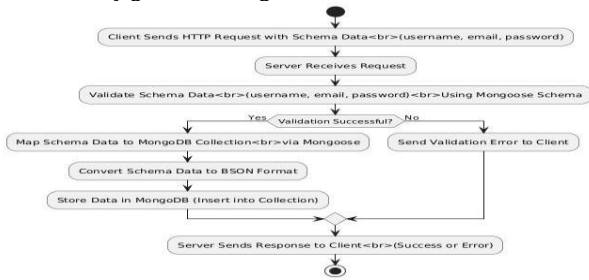 Client Sends HTTP Request with Schema Data<br>(username, email, password)
Server Receives Request
Validate Schema Data<br>(username, email, password)<br>Using Mongoose Schema
Yes Validation Successful? No
Map Schema Data to MongoDB Collection<br>via Mongoose Send Validation Error to Client
Convert Schema Data to BSON Format
Store Data in MongoDB (Insert into Collection)
Server Sends Response to Client<br>(Success or Error)